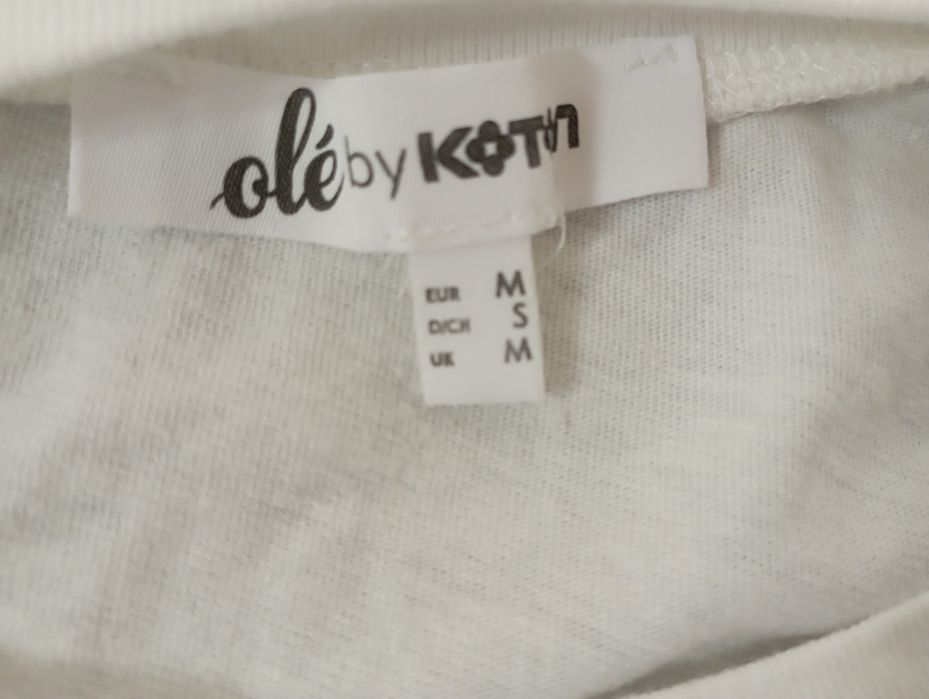 olé by KOTON
EUR M
D/CH S
UK M